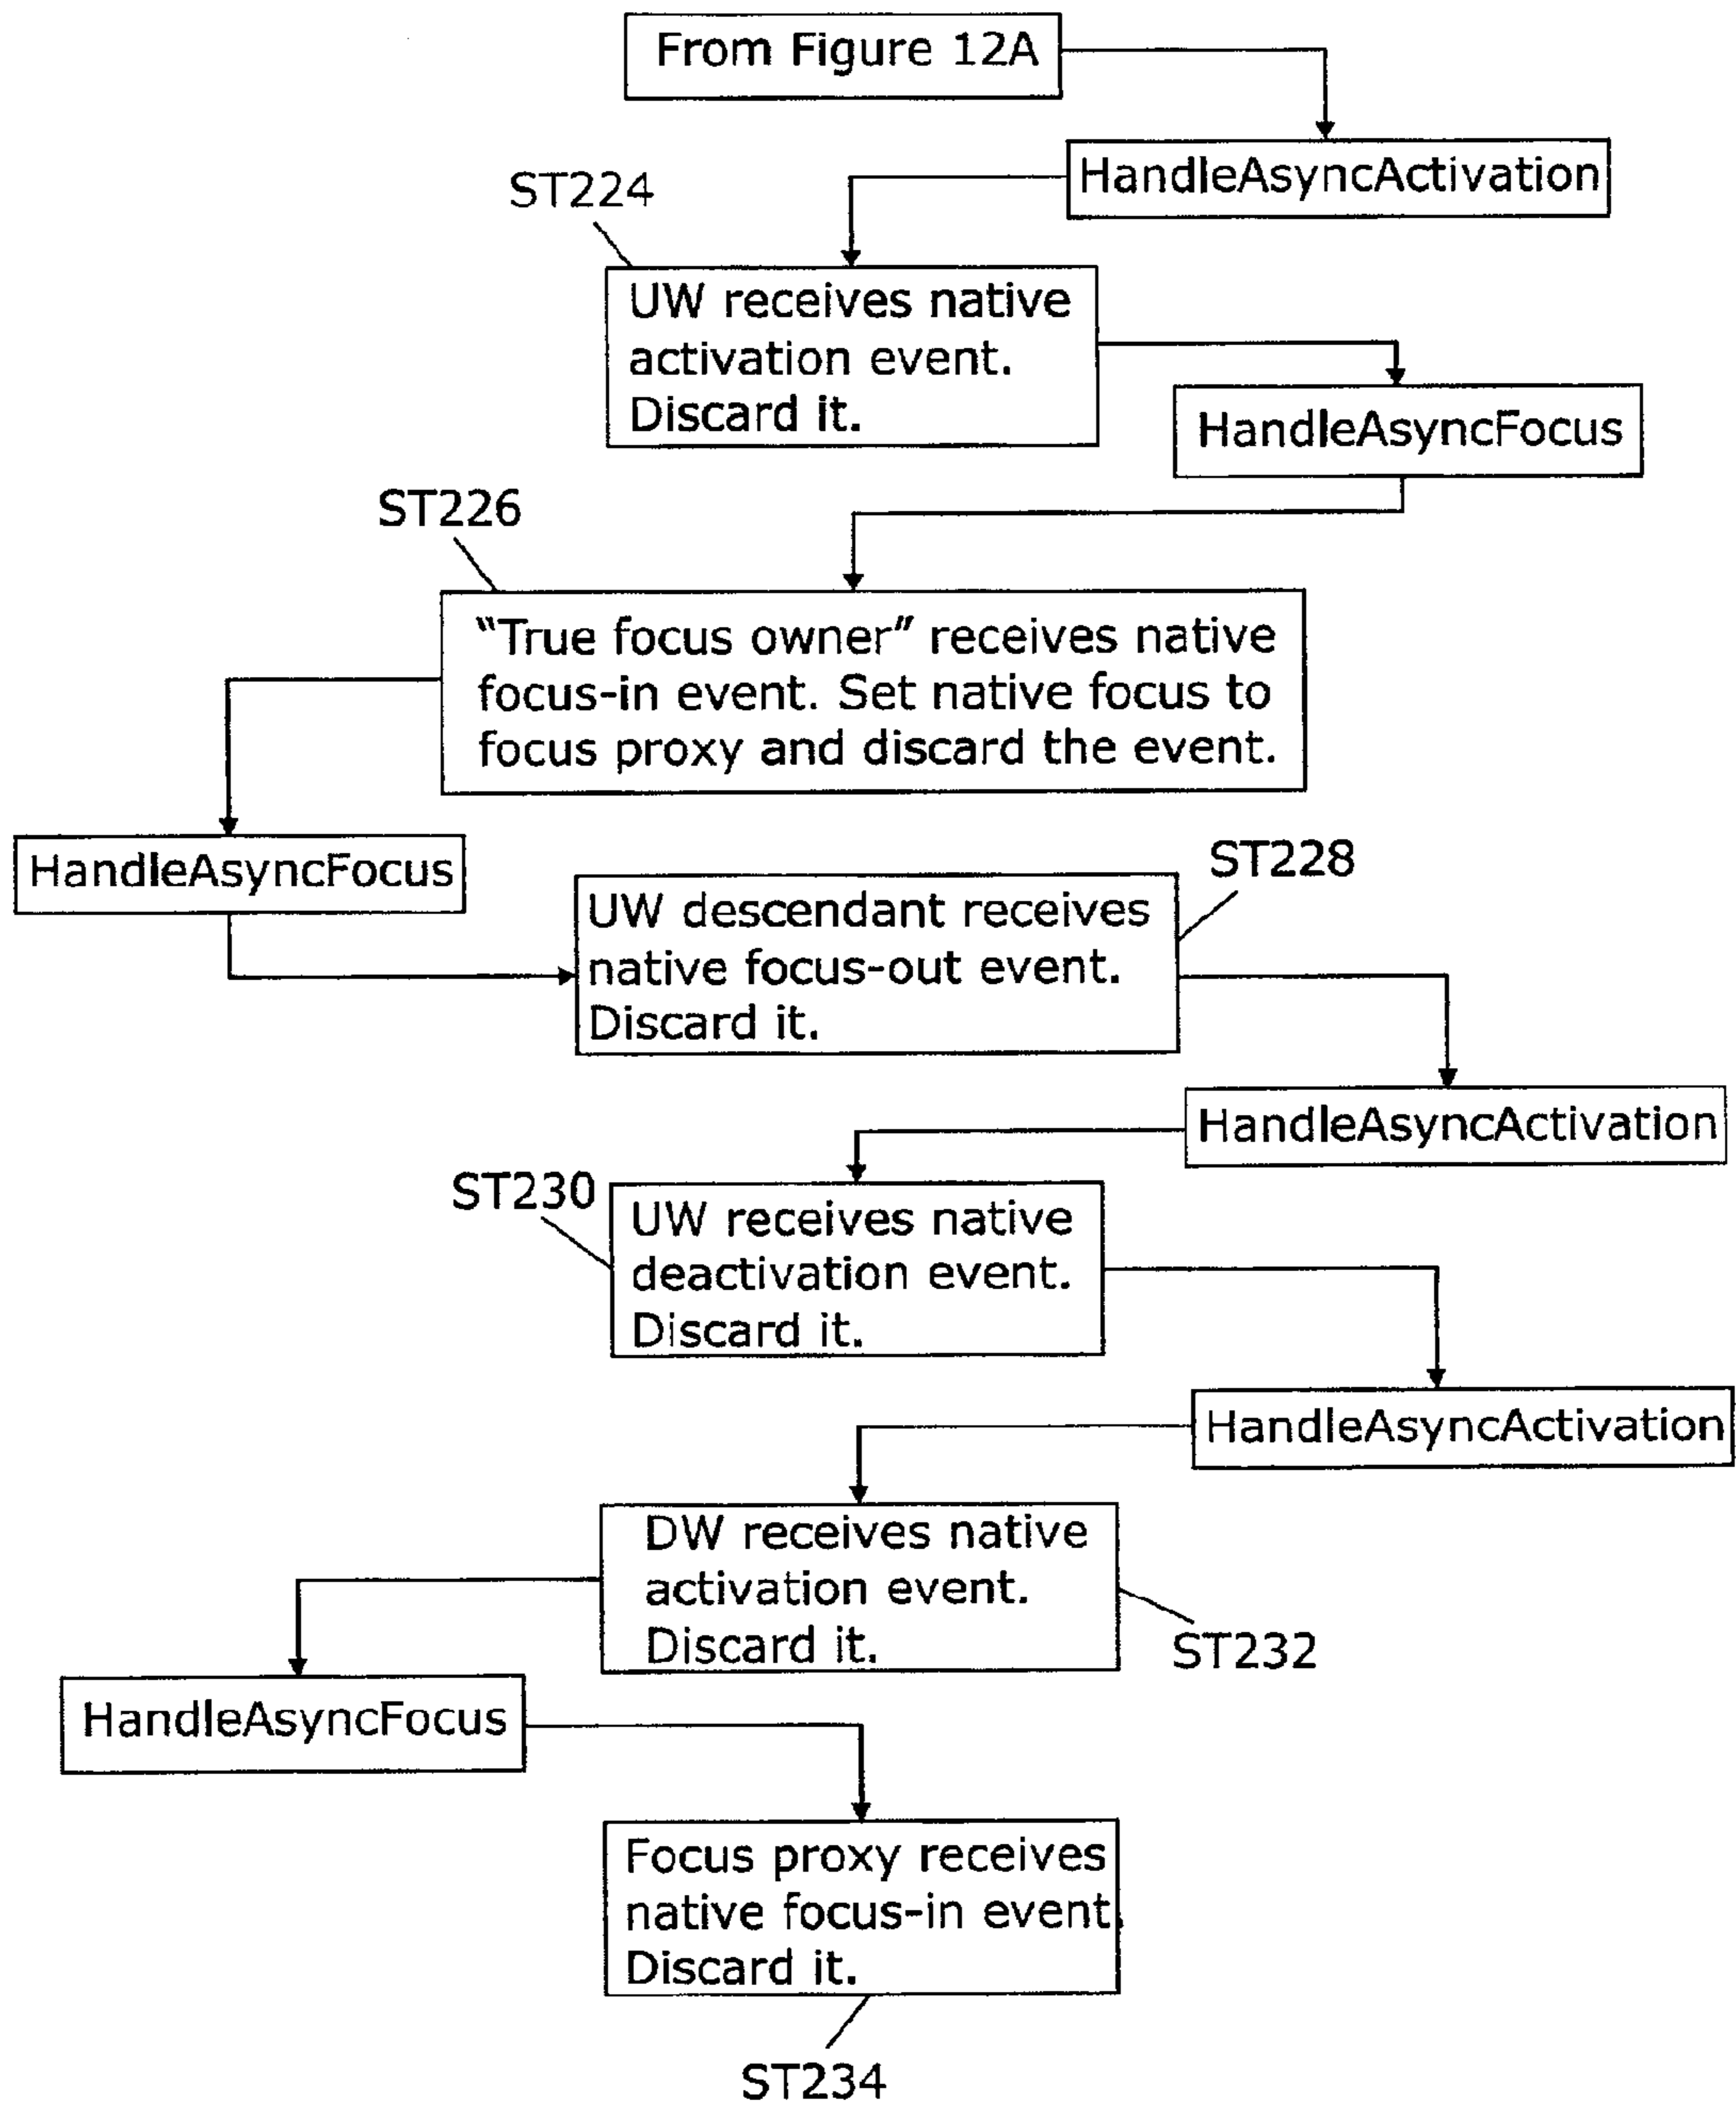 From Figure 12A
HandleAsyncActivation
ST224
UW receives native
activation event.
Discard it.
HandleAsyncFocus
ST226
“True focus owner” receives native
focus-in event. Set native focus to
focus proxy and discard the event.
HandleAsyncFocus
ST228
UW descendant receives
native focus-out event.
Discard it.
HandleAsyncActivation
ST230
UW receives native
deactivation event.
Discard it.
HandleAsyncActivation
DW receives native
activation event.
Discard it.
ST232
HandleAsyncFocus
Focus proxy receives
native focus-in event.
Discard it.
ST234